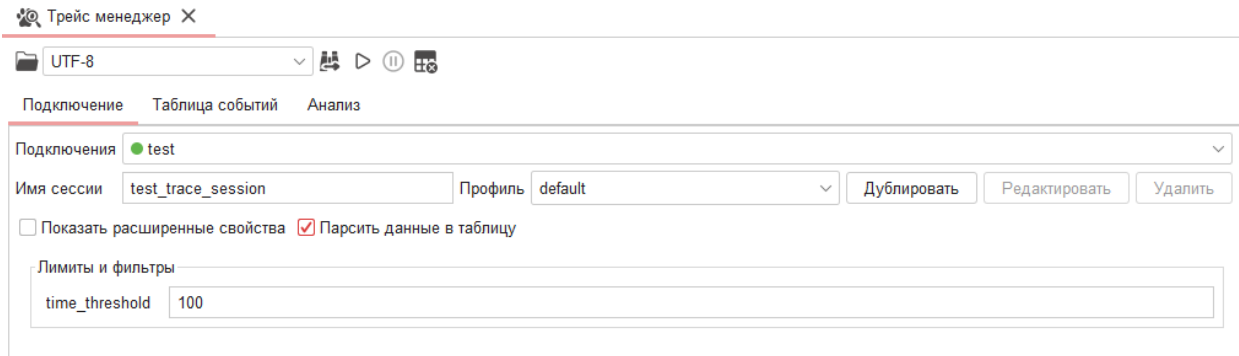 Трейс менеджер
UTF-8
Подключение Таблица событий Анализ
Подключения test
Имя сессии test_trace_session Профиль default Дублировать Редактировать Удалить
Показать расширенные свойства Парсить данные в таблицу
Лимиты и фильтры
time_threshold 100